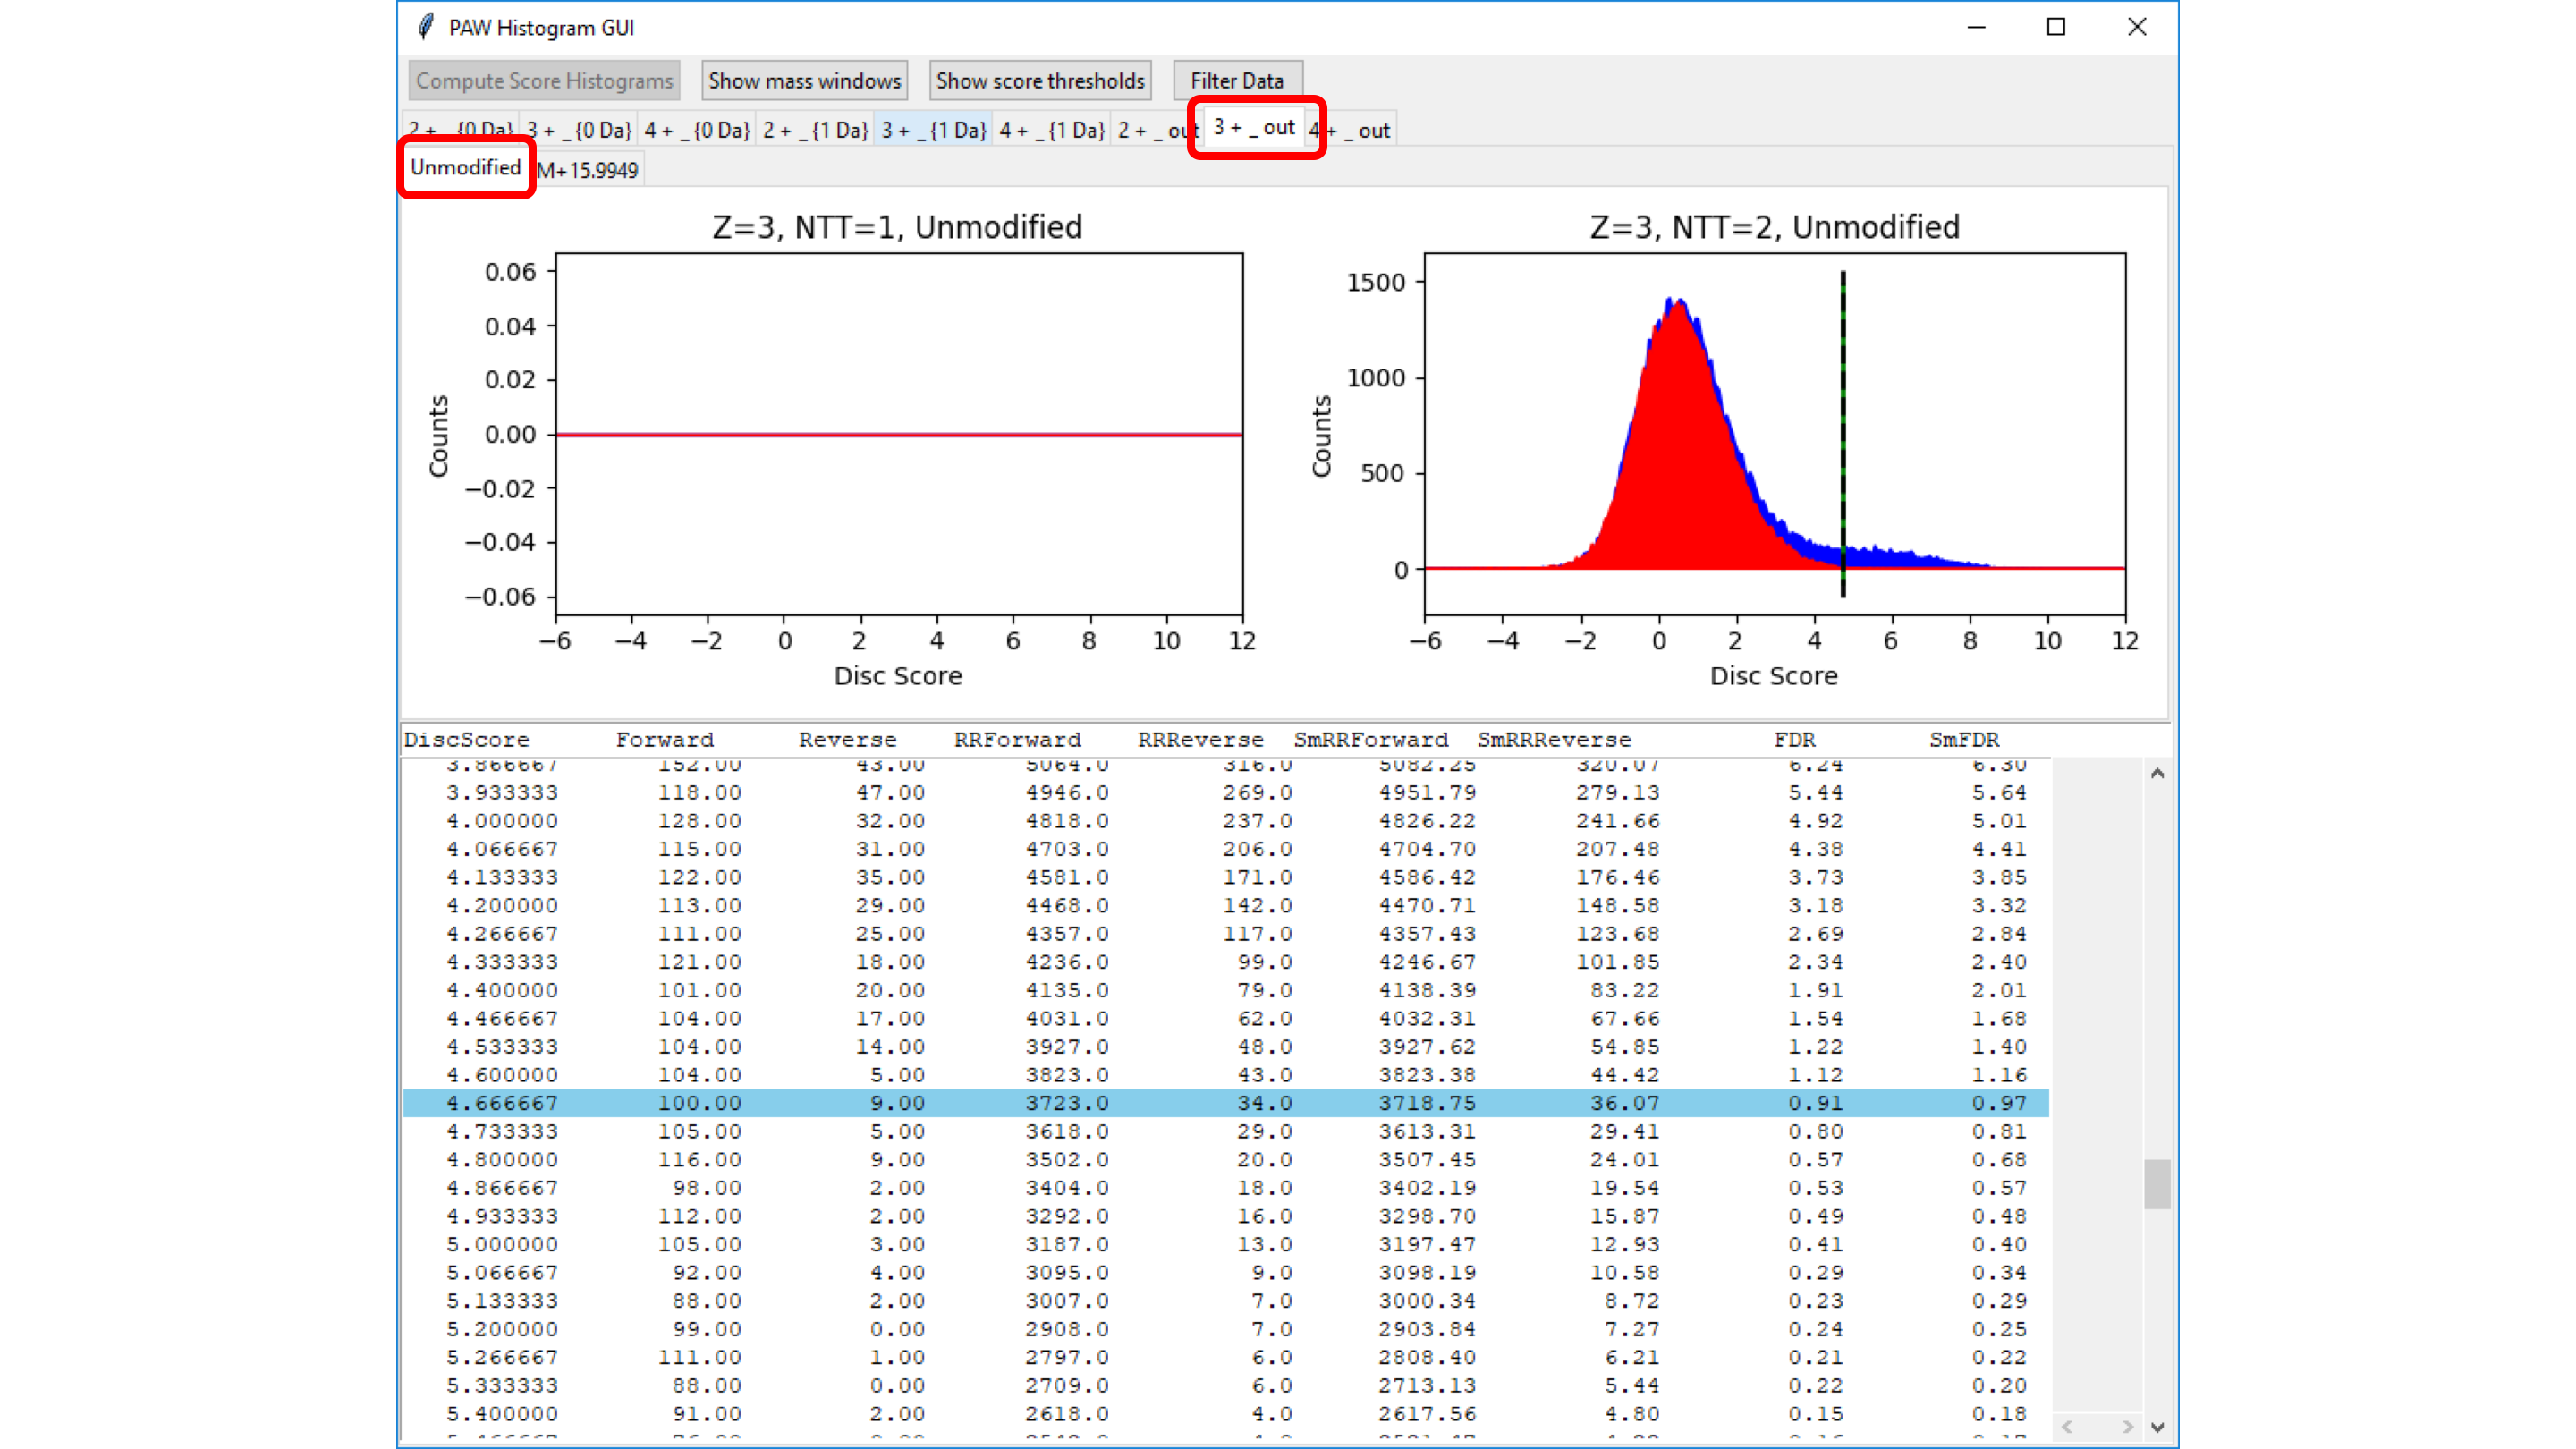 PAW Histogram GUI
Compute Score Histograms Show mass windows Show score thresholds Filter Data
2 + _ {0 Da} 3 + _ {0 Da} 4 + _ {0 Da} 2 + _ {1 Da} 3 + _ {1 Da} 4 + _ {1 Da} 2 + _ out 3 + _ out 4 + _ out
Unmodified M+15.9949
Z=3, NTT=1, Unmodified
0.06
0.04
0.02
0.00
−0.02
−0.04
−0.06
Counts
−6 −4 −2 0 2 4 6 8 10 12
Disc Score
Z=3, NTT=2, Unmodified
1500
1000
500
0
Counts
−6 −4 −2 0 2 4 6 8 10 12
Disc Score
DiscScore Forward Reverse RRForward RRReverse SmRRForward SmRRReverse FDR SmFDR
3.866667 152.00 43.00 5064.0 316.0 5082.25 320.07 6.24 6.30
3.933333 118.00 47.00 4946.0 269.0 4951.79 279.13 5.44 5.64
4.000000 128.00 32.00 4818.0 237.0 4826.22 241.66 4.92 5.01
4.066667 115.00 31.00 4703.0 206.0 4704.70 207.48 4.38 4.41
4.133333 122.00 35.00 4581.0 171.0 4586.42 176.46 3.73 3.85
4.200000 113.00 29.00 4468.0 142.0 4470.71 148.58 3.18 3.32
4.266667 111.00 25.00 4357.0 117.0 4357.43 123.68 2.69 2.84
4.333333 121.00 18.00 4236.0 99.0 4246.67 101.85 2.34 2.40
4.400000 101.00 20.00 4135.0 79.0 4138.39 83.22 1.91 2.01
4.466667 104.00 17.00 4031.0 62.0 4032.31 67.66 1.54 1.68
4.533333 104.00 14.00 3927.0 48.0 3927.62 54.85 1.22 1.40
4.600000 104.00 5.00 3823.0 43.0 3823.38 44.42 1.12 1.16
4.666667 100.00 9.00 3723.0 34.0 3718.75 36.07 0.91 0.97
4.733333 105.00 5.00 3618.0 29.0 3613.31 29.41 0.80 0.81
4.800000 116.00 9.00 3502.0 20.0 3507.45 24.01 0.57 0.68
4.866667 98.00 2.00 3404.0 18.0 3402.19 19.54 0.53 0.57
4.933333 112.00 2.00 3292.0 16.0 3298.70 15.87 0.49 0.48
5.000000 105.00 3.00 3187.0 13.0 3197.47 12.93 0.41 0.40
5.066667 92.00 4.00 3095.0 9.0 3098.19 10.58 0.29 0.34
5.133333 88.00 2.00 3007.0 7.0 3000.34 8.72 0.23 0.29
5.200000 99.00 0.00 2908.0 7.0 2903.84 7.27 0.24 0.25
5.266667 111.00 1.00 2797.0 6.0 2808.40 6.21 0.21 0.22
5.333333 88.00 0.00 2709.0 6.0 2713.13 5.44 0.22 0.20
5.400000 91.00 2.00 2618.0 4.0 2617.56 4.80 0.15 0.18